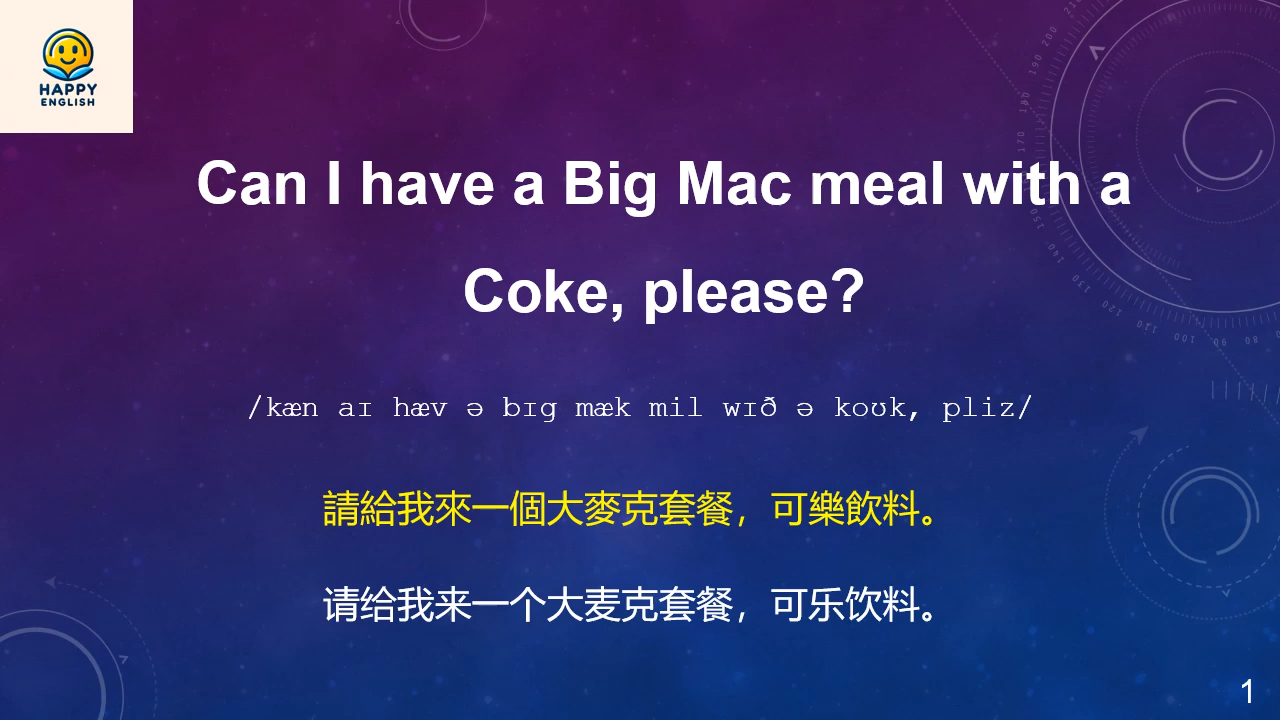 HAPPY
ENGLISH
Can I have a Big Mac meal with a
Coke, please?
/kæn aɪ hæv ə bɪg mæk mil wɪð ə koʊk, pliz/
請給我來一個大麥克套餐，可樂飲料。
请给我来一个大麦克套餐，可乐饮料。
1